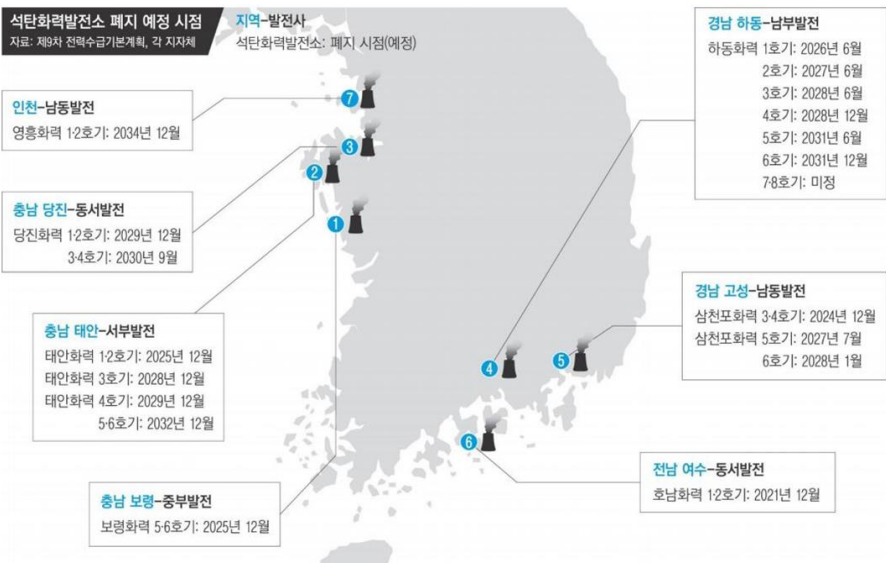 석탄화력발전소 폐지 예정 시점
자료: 제9차 전력수급기본계획, 각 지자체
지역-발전사
석탄화력발전소: 폐지 시점(예정)
인천-남동발전
영흥화력 1·2호기: 2034년 12월
충남 당진-동서발전
당진화력 1·2호기: 2029년 12월
3·4호기: 2030년 9월
충남 태안-서부발전
태안화력 1·2호기: 2025년 12월
태안화력 3호기: 2028년 12월
태안화력 4호기: 2029년 12월
5·6호기: 2032년 12월
충남 보령-중부발전
보령화력 5·6호기: 2025년 12월
경남 하동-남부발전
하동화력 1호기: 2026년 6월
2호기: 2027년 6월
3호기: 2028년 6월
4호기: 2028년 12월
5호기: 2031년 6월
6호기: 2031년 12월
7·8호기: 미정
경남 고성-남동발전
삼천포화력 3·4호기: 2024년 12월
삼천포화력 5호기: 2027년 7월
6호기: 2028년 1월
전남 여수-동서발전
호남화력 1·2호기: 2021년 12월
7
3
2
1
4
5
6